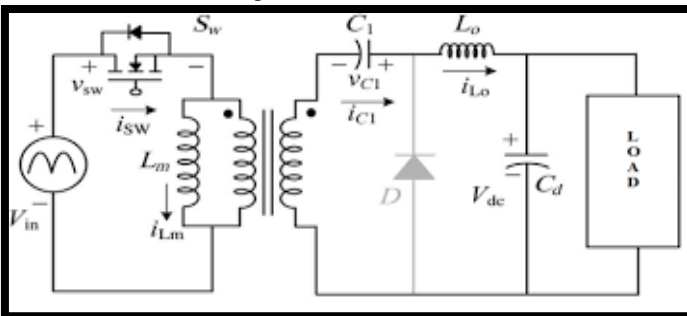 S_w
C_1
L_o
+ −
− +
v_sw
v_C1
i_Lo
i_SW
i_C1
+
L_m
+
L
O
A
D
D
−
V_dc
C_d
V_in
−
i_Lm